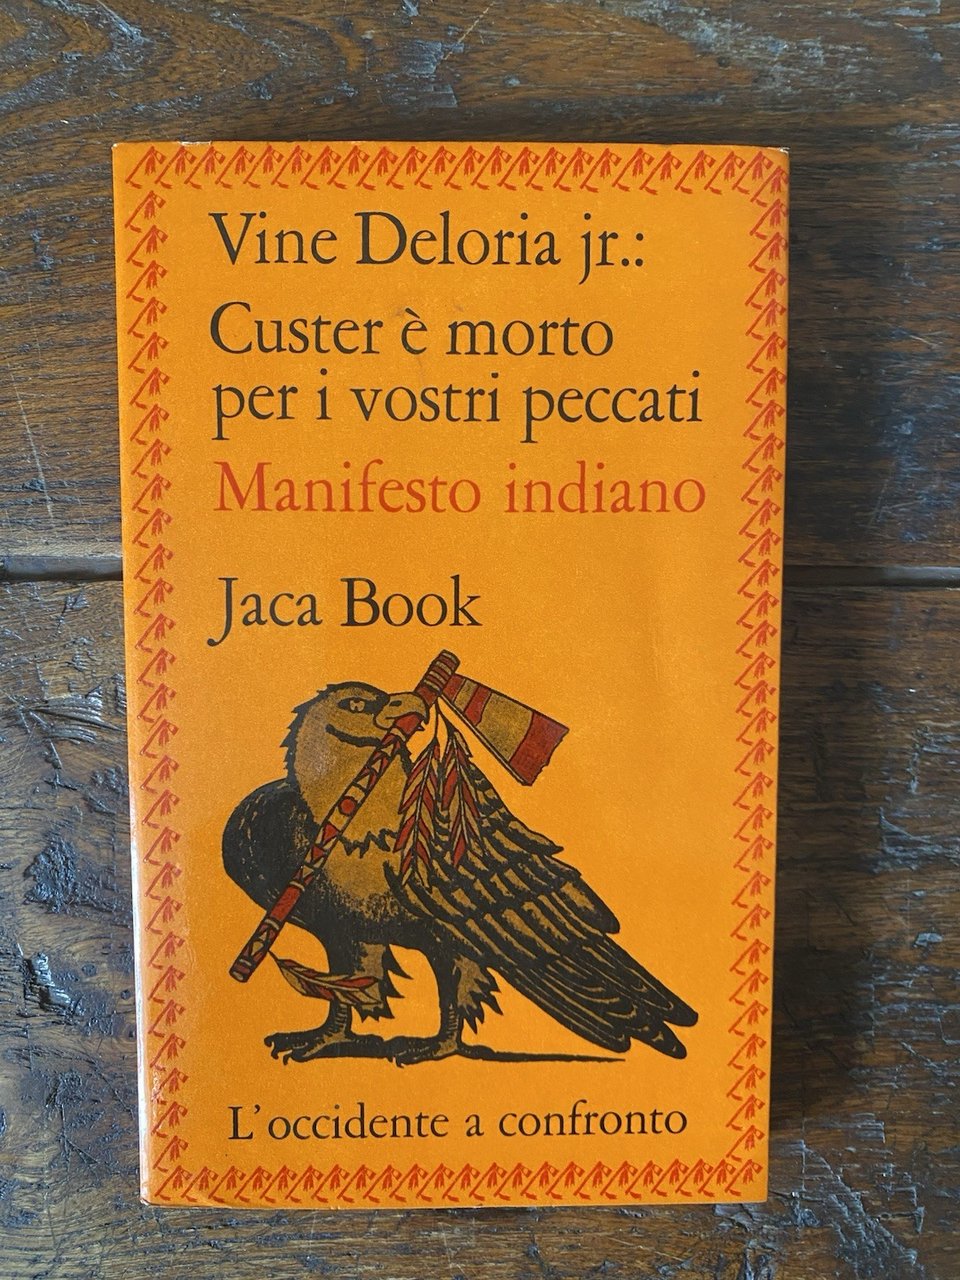 Vine Deloria jr.:
Custer è morto
per i vostri peccati
Manifesto indiano
Jaca Book
L'occidente a confronto